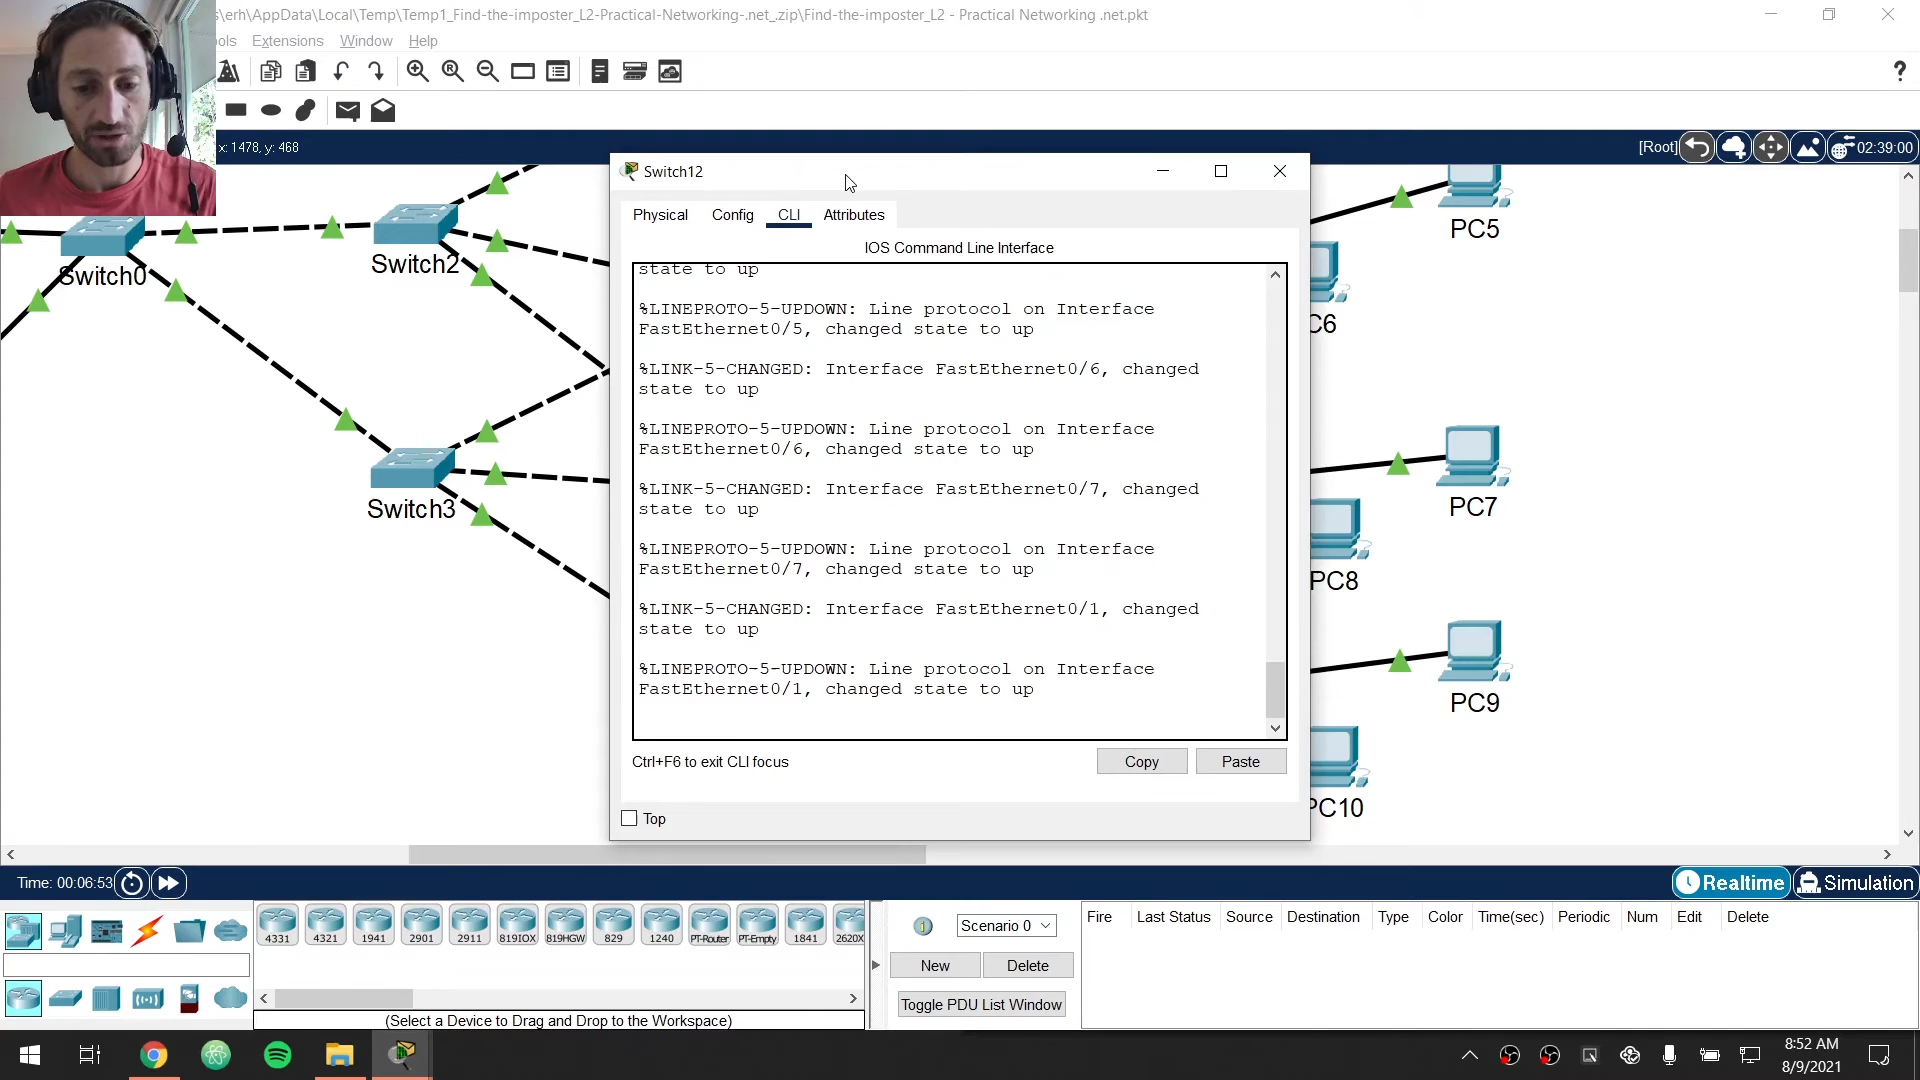 s\erh\AppData\Local\Temp\Temp1_Find-the-imposter_L2-Practical-Networking-.net_.zip\Find-the-imposter_L2 - Practical Networking .net.pkt
ols Extensions Window Help
?
x: 1478, y: 468
[Root]
02:39:00
Switch12
Physical Config CLI Attributes
IOS Command Line Interface
state to up
%LINEPROTO-5-UPDOWN: Line protocol on Interface
FastEthernet0/5, changed state to up
%LINK-5-CHANGED: Interface FastEthernet0/6, changed
state to up
%LINEPROTO-5-UPDOWN: Line protocol on Interface
FastEthernet0/6, changed state to up
%LINK-5-CHANGED: Interface FastEthernet0/7, changed
state to up
%LINEPROTO-5-UPDOWN: Line protocol on Interface
FastEthernet0/7, changed state to up
%LINK-5-CHANGED: Interface FastEthernet0/1, changed
state to up
%LINEPROTO-5-UPDOWN: Line protocol on Interface
FastEthernet0/1, changed state to up
Ctrl+F6 to exit CLI focus
Copy
Paste
Top
Switch0
Switch2
Switch3
PC5
C6
PC7
PC8
PC9
PC10
Time: 00:06:53
Realtime
Simulation
4331 4321 1941 2901 2911 819IOX 819HGW 829 1240 PT-Router PT-Empty 1841 2620X
(Select a Device to Drag and Drop to the Workspace)
Scenario 0
New
Delete
Toggle PDU List Window
Fire Last Status Source Destination Type Color Time(sec) Periodic Num Edit Delete
8:52 AM
8/9/2021